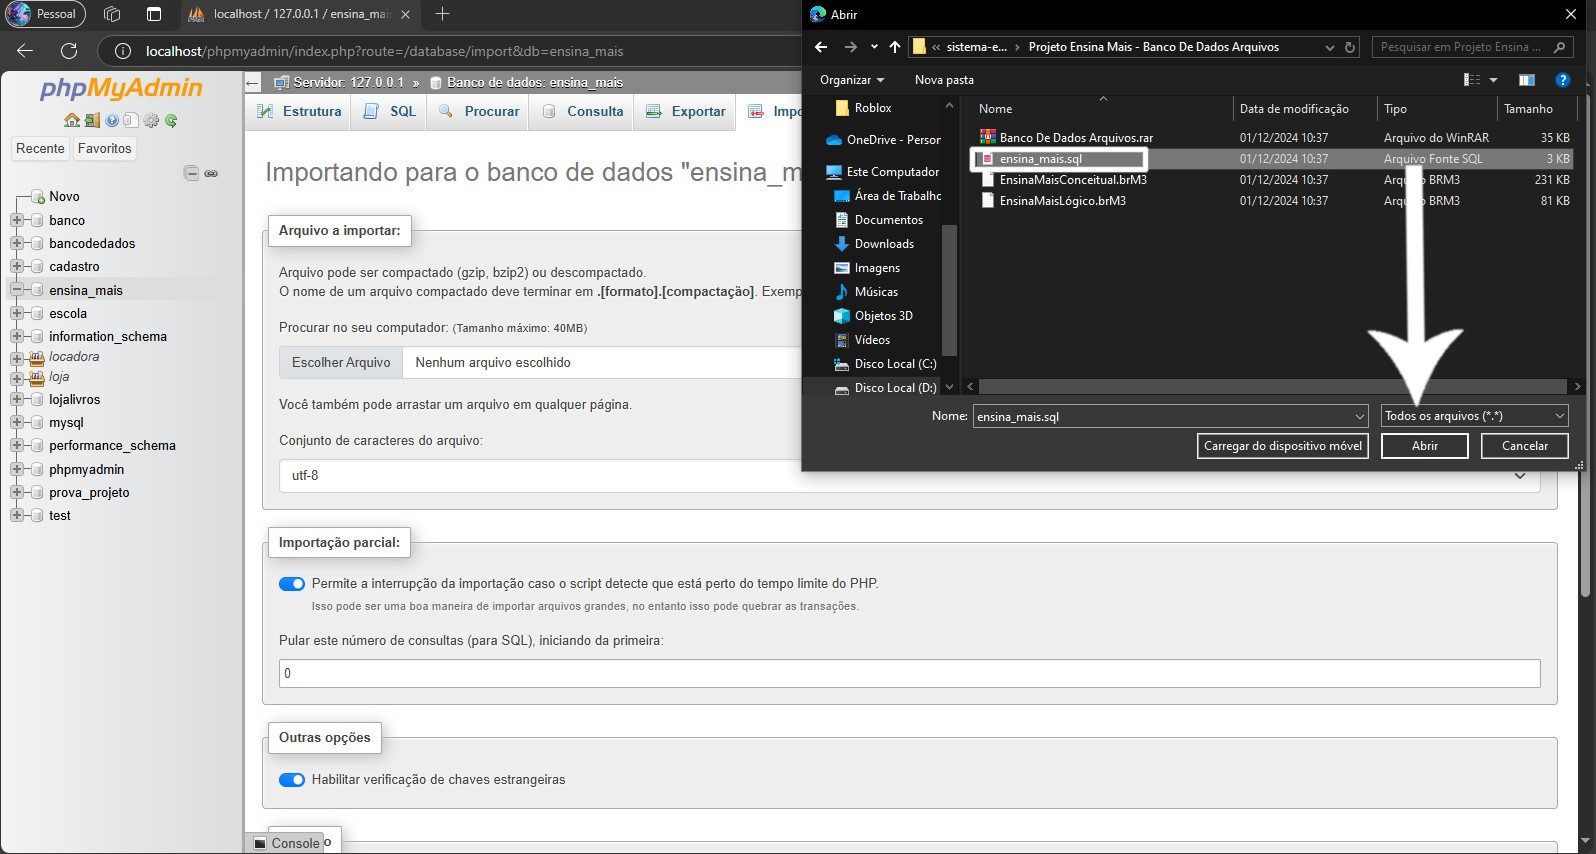 Pessoal
localhost / 127.0.0.1 / ensina_mais
localhost/phpmyadmin/index.php?route=/database/import&db=ensina_mais
phpMyAdmin
Recente
Favoritos
Novo
banco
bancodedados
cadastro
ensina_mais
escola
information_schema
locadora
loja
lojalivros
mysql
performance_schema
phpmyadmin
prova_projeto
test
Servidor: 127.0.0.1 » Banco de dados: ensina_mais
Estrutura
SQL
Procurar
Consulta
Exportar
Impo
Importando para o banco de dados "ensina_m
Arquivo a importar:
Arquivo pode ser compactado (gzip, bzip2) ou descompactado.
O nome de um arquivo compactado deve terminar em .[formato].[compactação]. Exemp
Procurar no seu computador: (Tamanho máximo: 40MB)
Escolher Arquivo
Nenhum arquivo escolhido
Você também pode arrastar um arquivo em qualquer página.
Conjunto de caracteres do arquivo:
utf-8
Importação parcial:
Permite a interrupção da importação caso o script detecte que está perto do tempo limite do PHP.
Isso pode ser uma boa maneira de importar arquivos grandes, no entanto isso pode quebrar as transações.
Pular este número de consultas (para SQL), iniciando da primeira:
0
Outras opções
Habilitar verificação de chaves estrangeiras
Console
o
Abrir
« sistema-e... › Projeto Ensina Mais - Banco De Dados Arquivos
Pesquisar em Projeto Ensina ...
Organizar
Nova pasta
Roblox
OneDrive - Person
Este Computador
Área de Trabalho
Documentos
Downloads
Imagens
Músicas
Objetos 3D
Vídeos
Disco Local (C:)
Disco Local (D:)
Nome Data de modificação Tipo Tamanho
Banco De Dados Arquivos.rar 01/12/2024 10:37 Arquivo do WinRAR 35 KB
ensina_mais.sql 01/12/2024 10:37 Arquivo Fonte SQL 3 KB
EnsinaMaisConceitual.brM3 01/12/2024 10:37 BRM3 231 KB
EnsinaMaisLógico.brM3 01/12/2024 10:37 BRM3 81 KB
Nome: ensina_mais.sql
Todos os arquivos (*.*)
Carregar do dispositivo móvel
Abrir
Cancelar